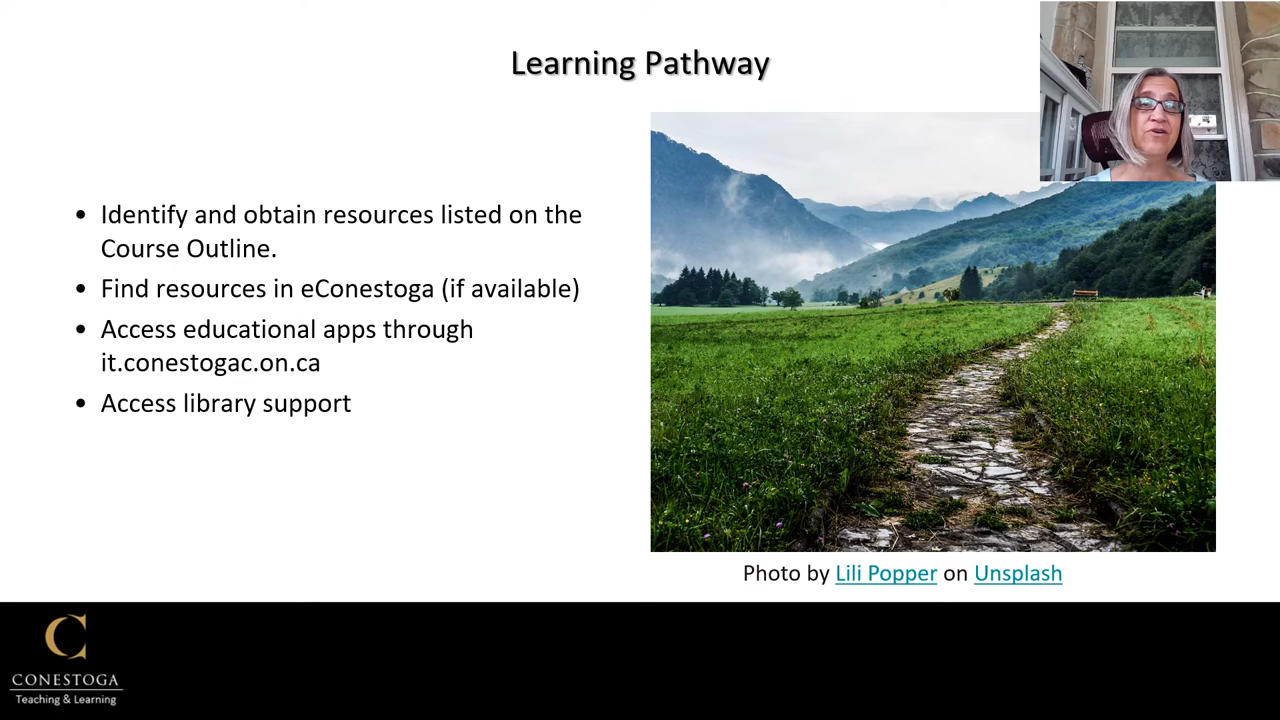 Learning Pathway
• Identify and obtain resources listed on the
Course Outline.
• Find resources in eConestoga (if available)
• Access educational apps through
it.conestogac.on.ca
• Access library support
Photo by Lili Popper on Unsplash
C
CONESTOGA
Teaching & Learning